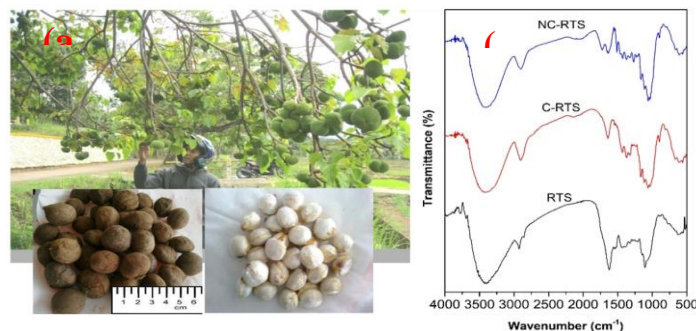 NC-RTS
C-RTS
RTS
Transmittance (%)
4000 3500 3000 2500 2000 1500 1000 500
Wavenumber (cm⁻¹)
1 2 3 4 5 6
cm